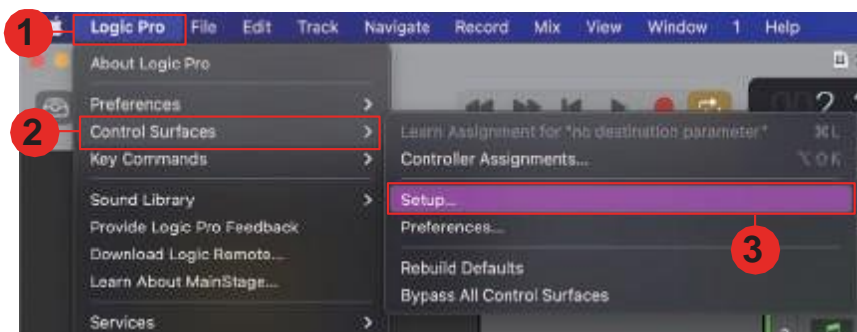 1 Logic Pro File Edit Track Navigate Record Mix View Window 1 Help
About Logic Pro
Preferences
2 Control Surfaces
Key Commands
Sound Library
Provide Logic Pro Feedback
Download Logic Remote...
Learn About MainStage...
Services
Learn Assignment for "no destination parameter" ⌘L
Controller Assignments... ⌥⇧K
Setup...
Preferences...
3
Rebuild Defaults
Bypass All Control Surfaces